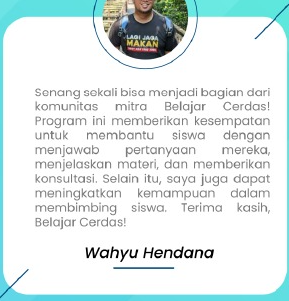 LAGI JAGA
MAKAN
Senang sekali bisa menjadi bagian dari
komunitas mitra Belajar Cerdas!
Program ini memberikan kesempatan
untuk membantu siswa dengan
menjawab pertanyaan mereka,
menjelaskan materi, dan memberikan
konsultasi. Selain itu, saya juga dapat
meningkatkan kemampuan dalam
membimbing siswa. Terima kasih,
Belajar Cerdas!
Wahyu Hendana